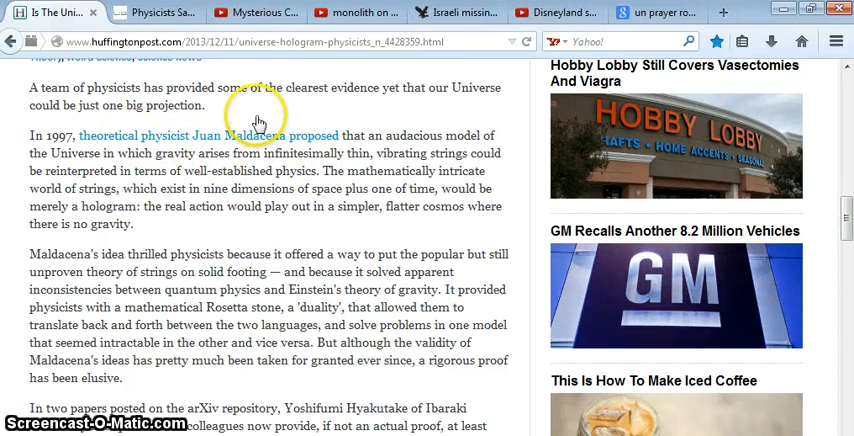 Is The Uni...
Physicists Sa...
Mysterious C...
monolith on ...
Israeli missin...
Disneyland s...
un prayer ro...
www.huffingtonpost.com/2013/12/11/universe-hologram-physicists_n_4428359.html
Yahoo!
A team of physicists has provided some of the clearest evidence yet that our Universe
could be just one big projection.
In 1997, theoretical physicist Juan Maldacena proposed that an audacious model of
the Universe in which gravity arises from infinitesimally thin, vibrating strings could
be reinterpreted in terms of well-established physics. The mathematically intricate
world of strings, which exist in nine dimensions of space plus one of time, would be
merely a hologram: the real action would play out in a simpler, flatter cosmos where
there is no gravity.
Maldacena's idea thrilled physicists because it offered a way to put the popular but still
unproven theory of strings on solid footing — and because it solved apparent
inconsistencies between quantum physics and Einstein's theory of gravity. It provided
physicists with a mathematical Rosetta stone, a 'duality', that allowed them to
translate back and forth between the two languages, and solve problems in one model
that seemed intractable in the other and vice versa. But although the validity of
Maldacena's ideas has pretty much been taken for granted ever since, a rigorous proof
has been elusive.
In two papers posted on the arXiv repository, Yoshifumi Hyakutake of Ibaraki
colleagues now provide, if not an actual proof, at least
Hobby Lobby Still Covers Vasectomies
And Viagra
HOBBY LOBBY
RAFTS • HOME ACCENTS • SEASONAL
GM Recalls Another 8.2 Million Vehicles
GM
This Is How To Make Iced Coffee
Screencast-O-Matic.com